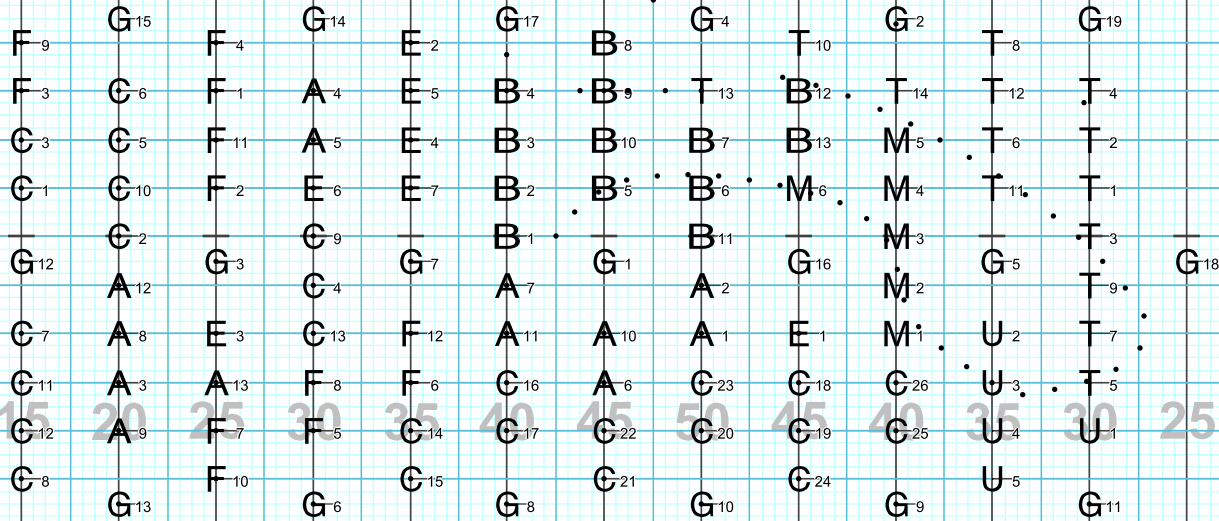 G15 G14 G17 G4 G2 G19
F9 F4 E2 B8 T10 T8
F3 C6 F1 A4 E5 B4 B9 T13 B12 T14 T12 T4
C3 C5 F11 A5 E4 B3 B10 B7 B13 M5 T6 T2
C1 C10 F2 E6 E7 B2 B5 B6 M6 M4 T11 T1
C2 C9 B1 B11 M3 T3
G12 G3 G7 G1 G16 G5 G18
A12 C4 A7 A2 M2 T9
C7 A8 E3 C13 F12 A11 A10 A1 E1 M1 U2 T7
C11 A3 A13 F8 F6 C16 A6 C23 C18 C26 U3 T5
15 20 25 30 35 40 45 50 45 40 35 30 25
C12 A9 F7 F5 C14 C17 C22 C20 C19 C25 U4 U1
C8 F10 C15 C21 C24 U5
G13 G6 G8 G10 G9 G11